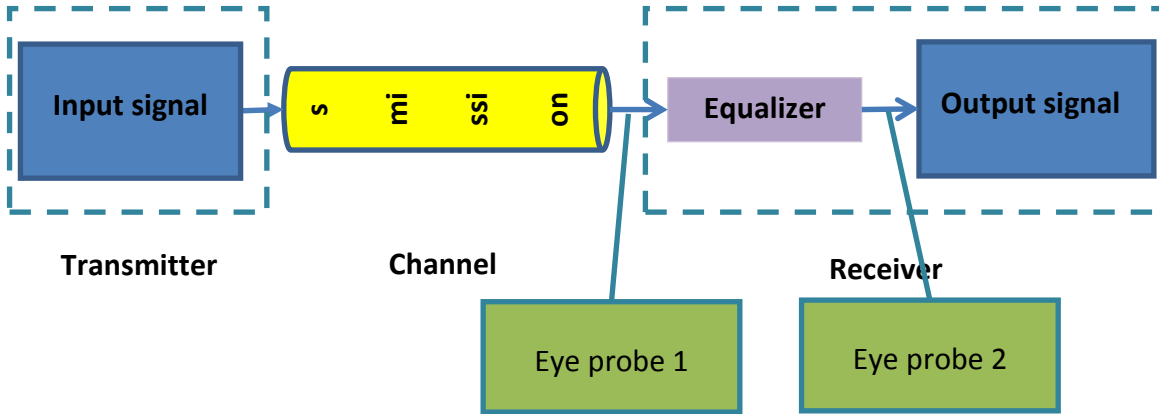 Input signal
s
mi
ssi
on
Equalizer
Output signal
Transmitter
Channel
Receiver
Eye probe 1
Eye probe 2